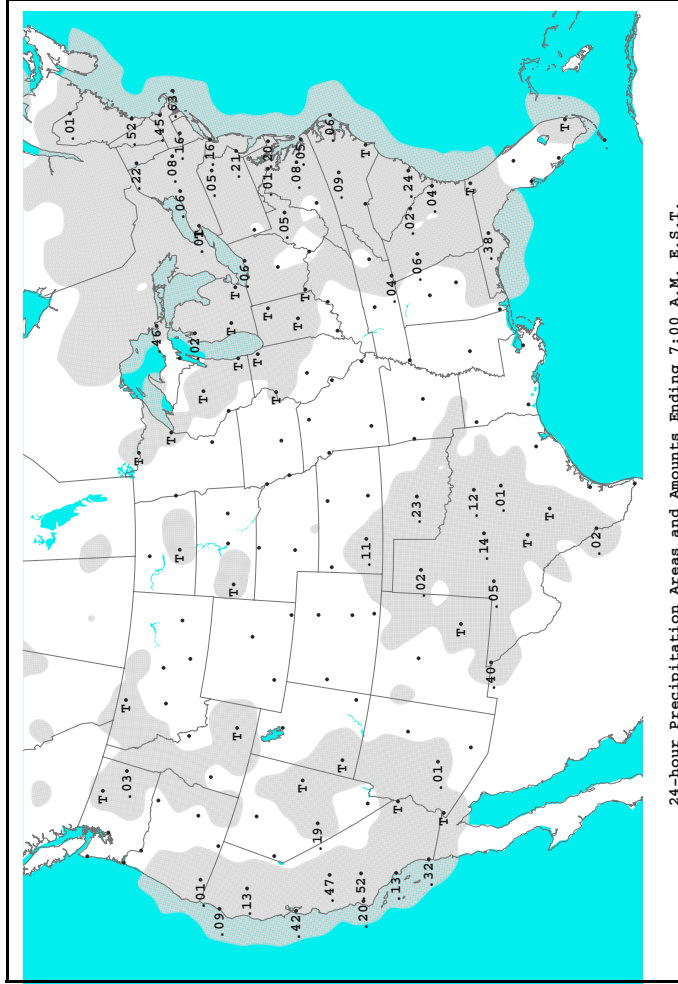 .01
T
T
.03
.52
.22
T
.46
.45
T
.08
.63
T
.06
.16
.02
.01
T
.01
T
.05
.16
.09
T
T
T
.21
T
T
.06
.13
T
T
.01
.20
T
.05
.42
T
.08
.05
T
T
.19
.47
.06
.09
T
.52
.20
.11
T
.04
.13
T
.02
.24
.23
.06
.02
.32
.04
.01
T
T
T
.12
.14
.40
.38
.05
.01
T
T
T
.02
24-hour Precipitation Areas and Amounts Ending 7:00 A.M. E.S.T.